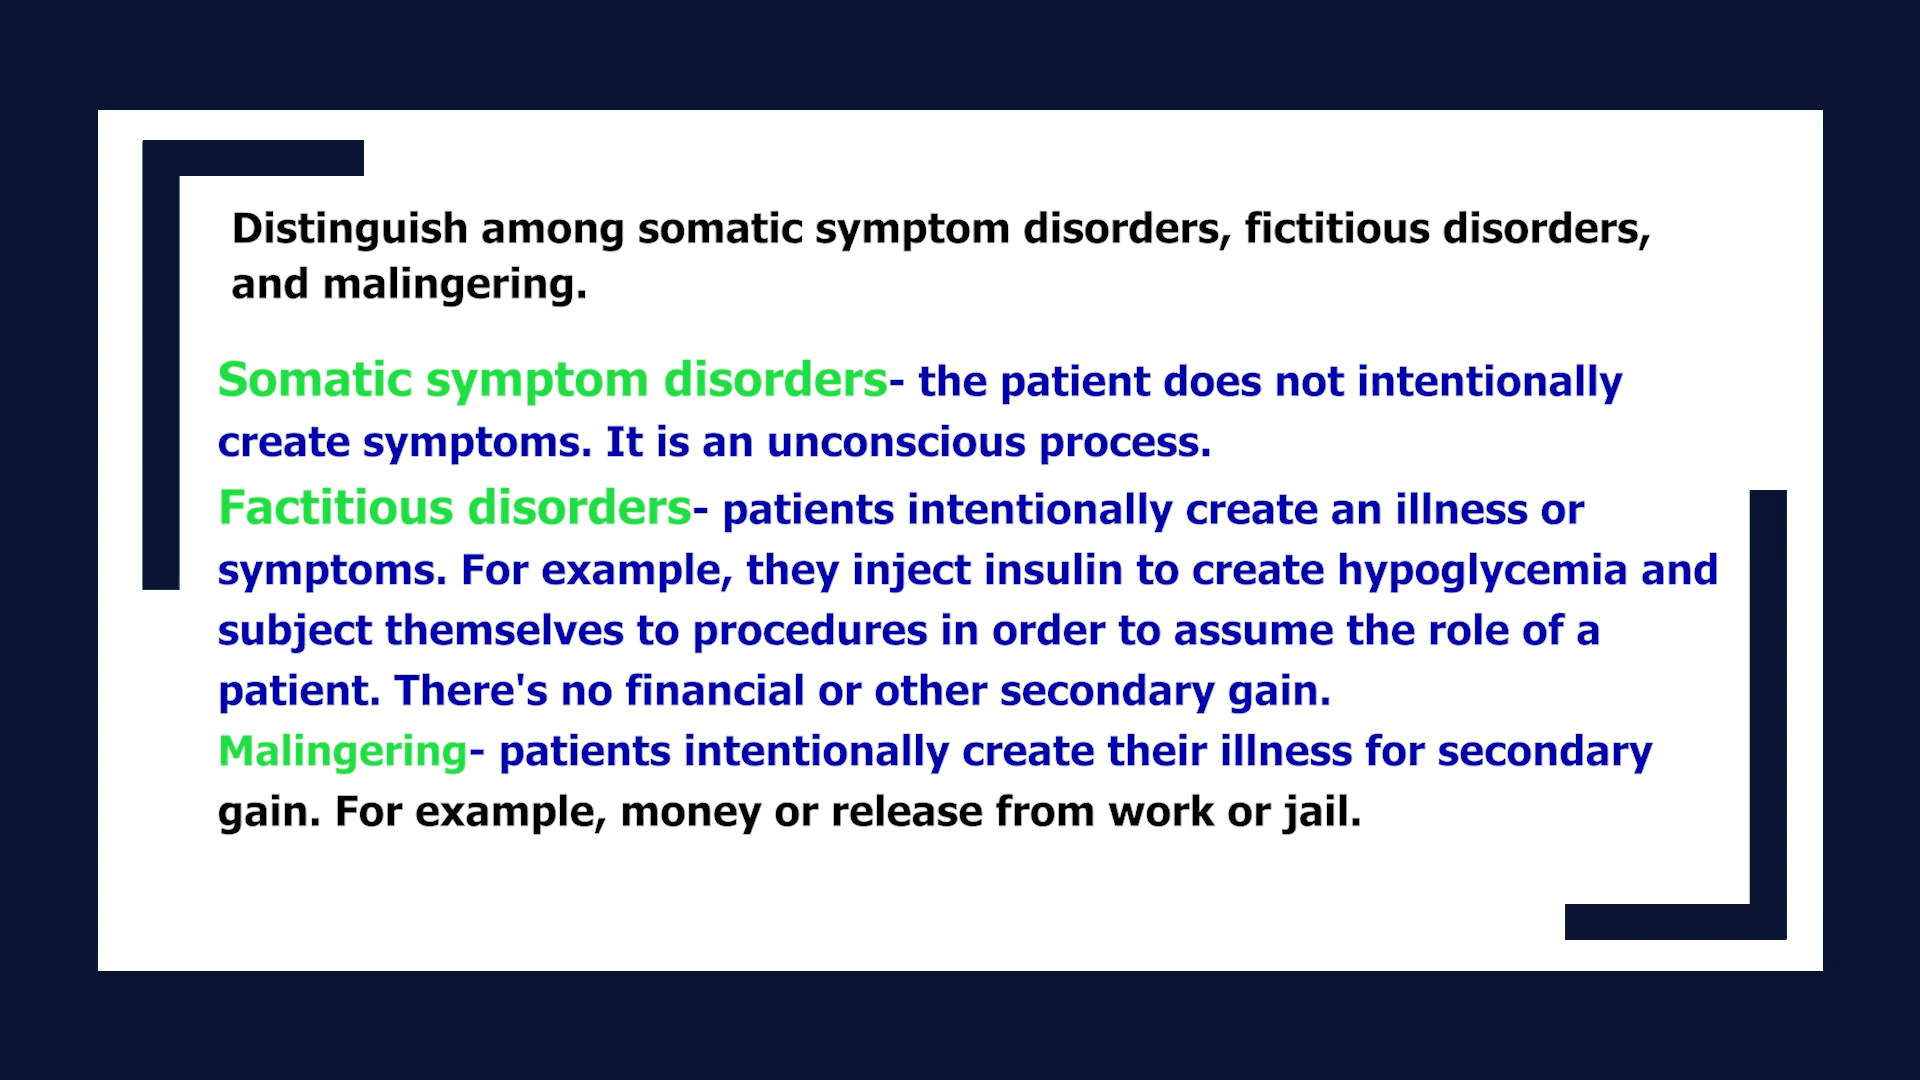 Distinguish among somatic symptom disorders, fictitious disorders,
and malingering.
Somatic symptom disorders- the patient does not intentionally
create symptoms. It is an unconscious process.
Factitious disorders- patients intentionally create an illness or
symptoms. For example, they inject insulin to create hypoglycemia and
subject themselves to procedures in order to assume the role of a
patient. There's no financial or other secondary gain.
Malingering- patients intentionally create their illness for secondary
gain. For example, money or release from work or jail.